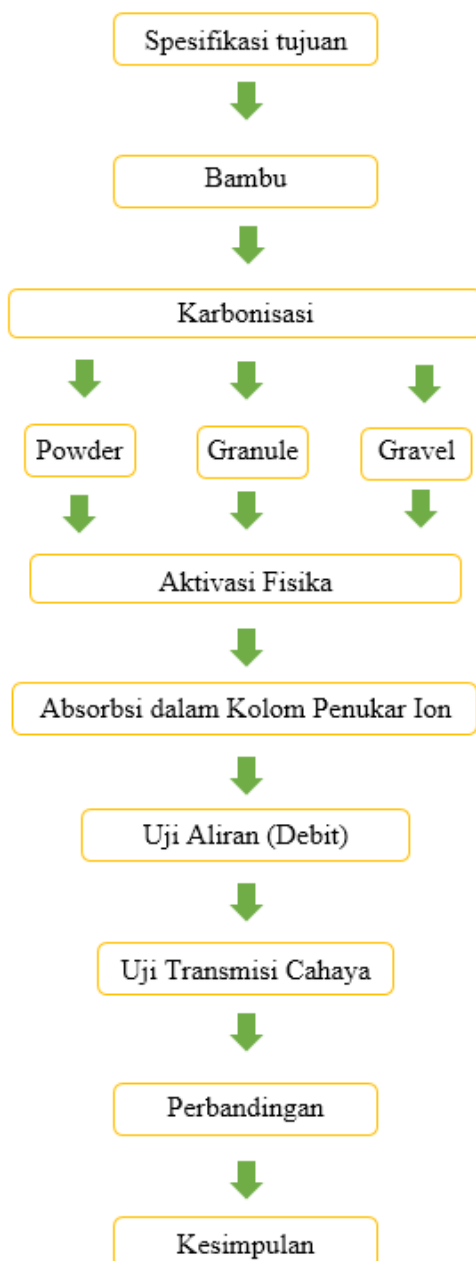 Spesifikasi tujuan
Bambu
Karbonisasi
Powder
Granule
Gravel
Aktivasi Fisika
Absorbsi dalam Kolom Penukar Ion
Uji Aliran (Debit)
Uji Transmisi Cahaya
Perbandingan
Kesimpulan